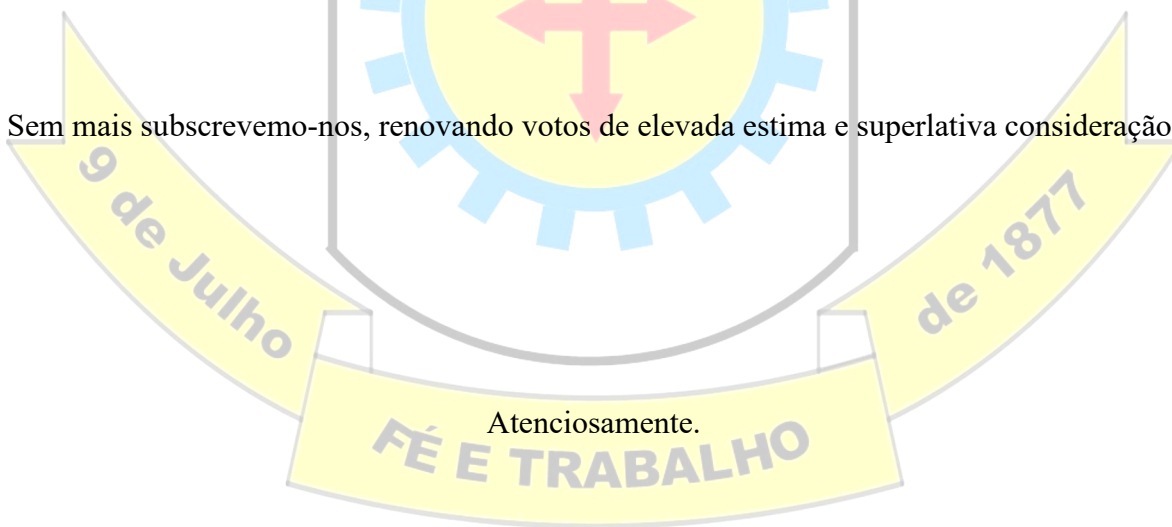 Sem mais subscrevemo-nos, renovando votos de elevada estima e superlativa consideração
9 de Julho
de 1877
Atenciosamente.
FÉ E TRABALHO